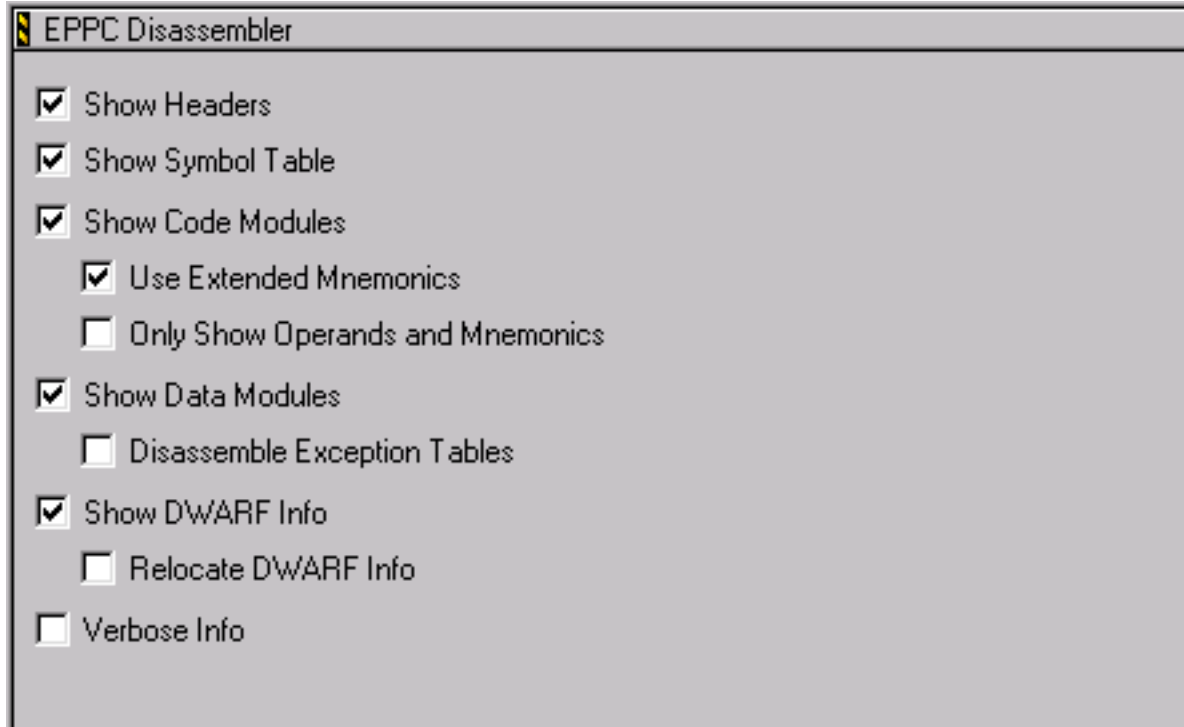 EPPC Disassembler
Show Headers
Show Symbol Table
Show Code Modules
Use Extended Mnemonics
Only Show Operands and Mnemonics
Show Data Modules
Disassemble Exception Tables
Show DWARF Info
Relocate DWARF Info
Verbose Info